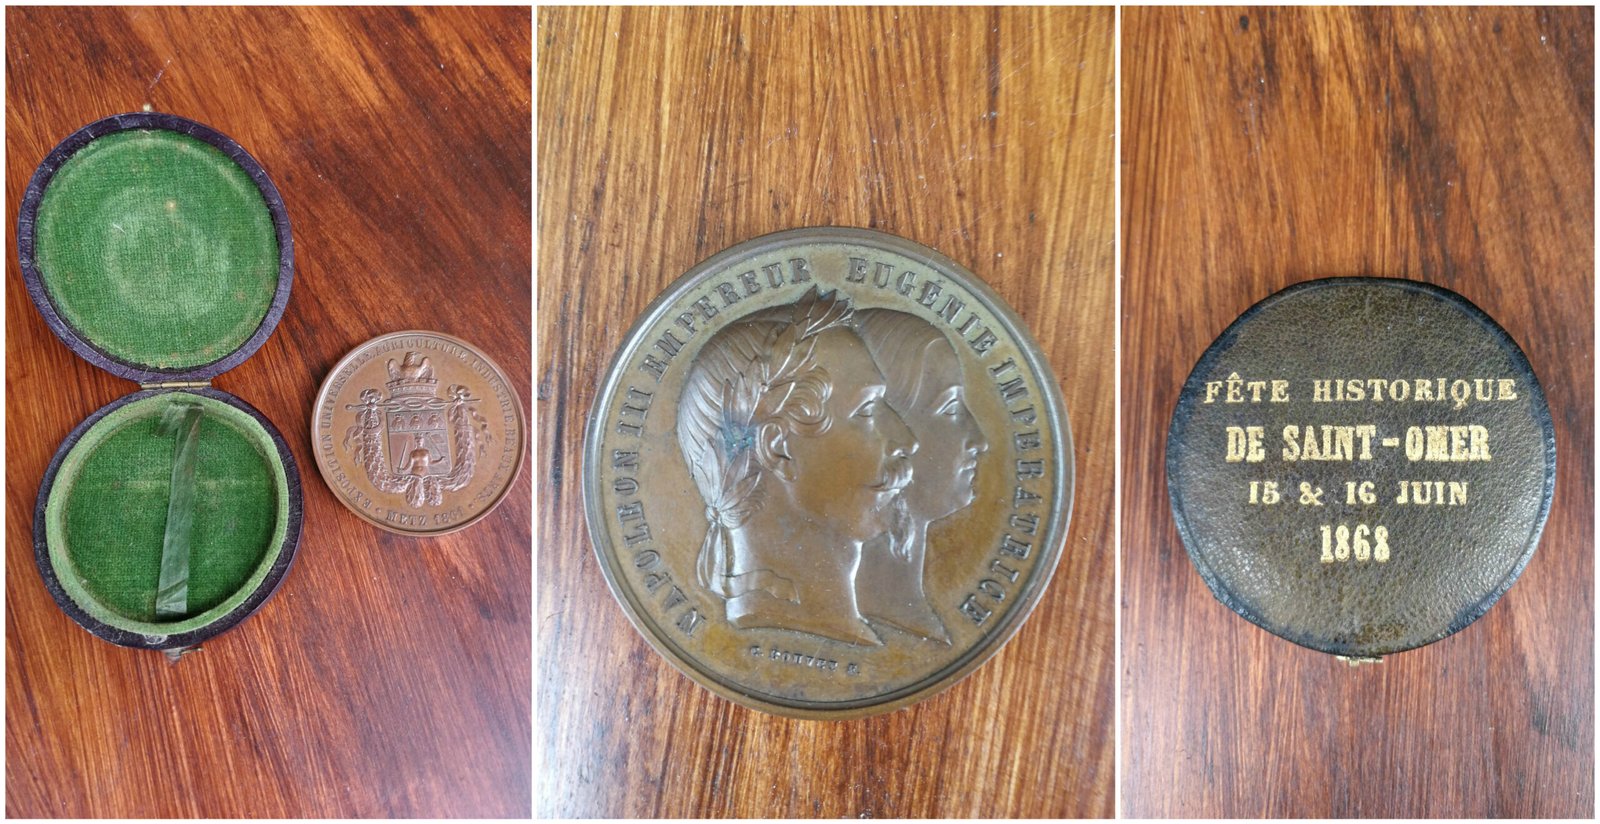 EXPOSITION UNIVERSELLE, AGRICULTURE, INDUSTRIE, BEAUX-ARTS.
METZ 1861
NAPOLEON III EMPEREUR EUGÉNIE IMPERATRICE
FÊTE HISTORIQUE
DE SAINT-OMER
15 & 16 JUIN
1868